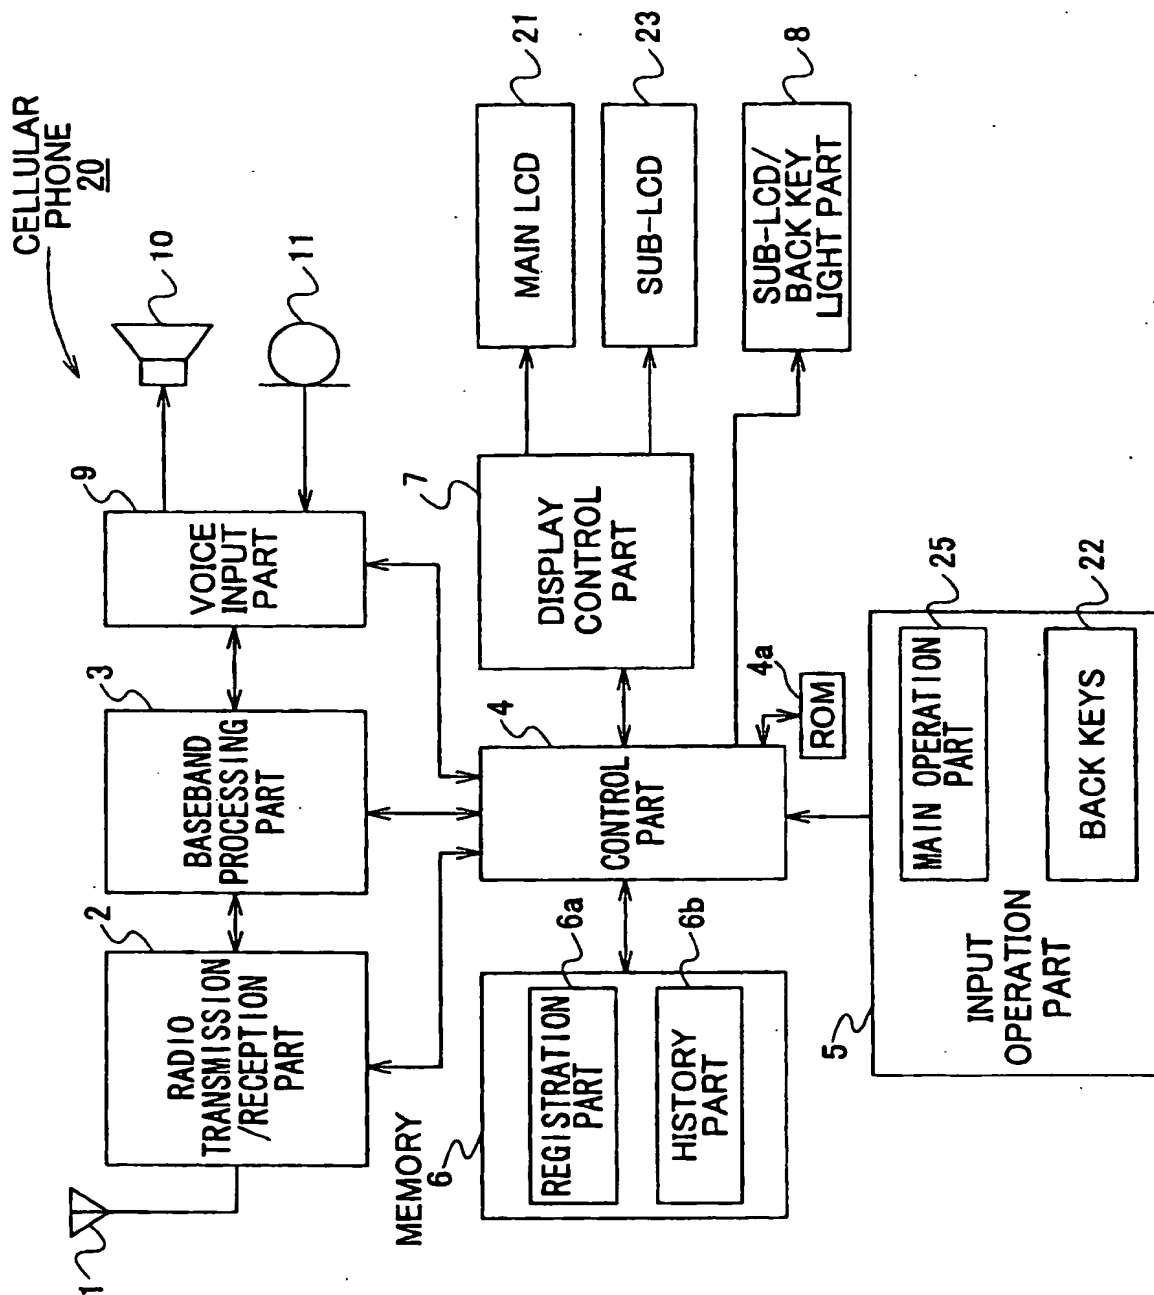 CELLULAR
PHONE
20
1
2
RADIO
TRANSMISSION
/RECEPTION
PART
3
BASEBAND
PROCESSING
PART
9
VOICE
INPUT
PART
10
11
MEMORY
6
REGISTRATION
PART
6a
HISTORY
PART
6b
4
CONTROL
PART
ROM
4a
7
DISPLAY
CONTROL
PART
MAIN LCD
21
SUB-LCD
23
SUB-LCD/
BACK KEY
LIGHT PART
8
5
INPUT
OPERATION
PART
MAIN OPERATION
PART
25
BACK KEYS
22